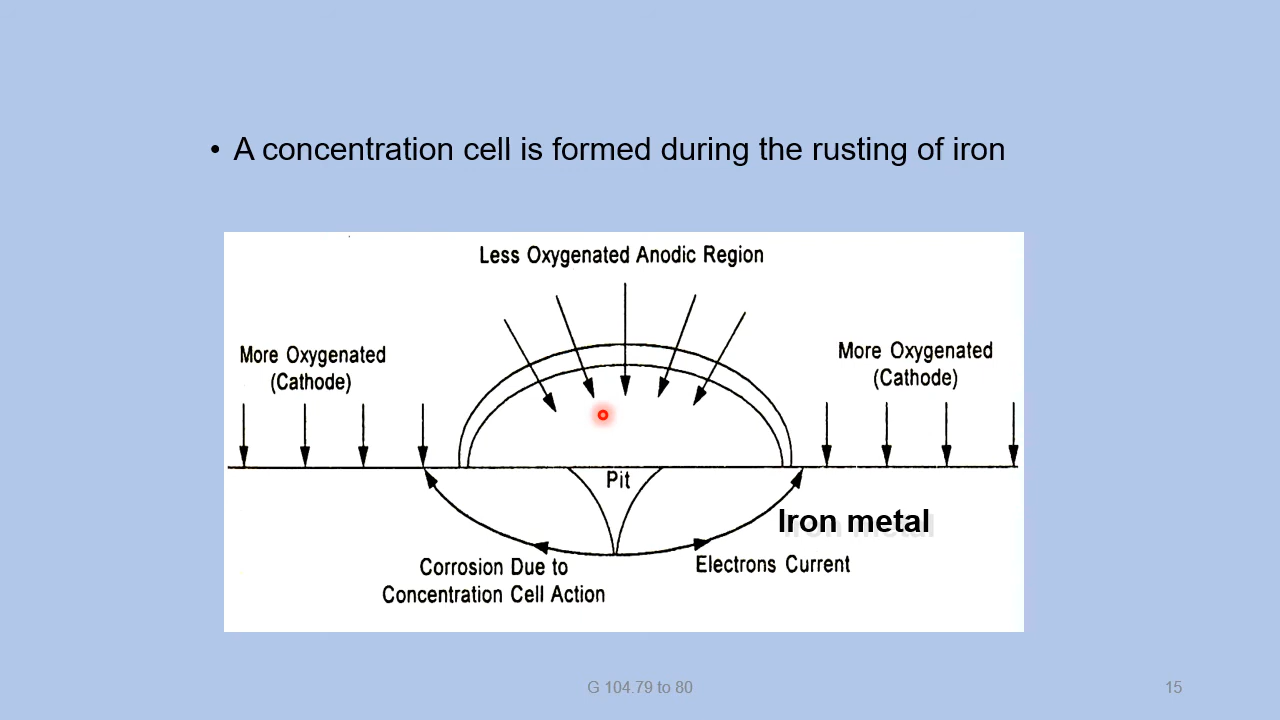 • A concentration cell is formed during the rusting of iron
Less Oxygenated Anodic Region
More Oxygenated
(Cathode)
More Oxygenated
(Cathode)
Pit
Iron metal
Corrosion Due to
Concentration Cell Action
Electrons Current
G 104.79 to 80
15